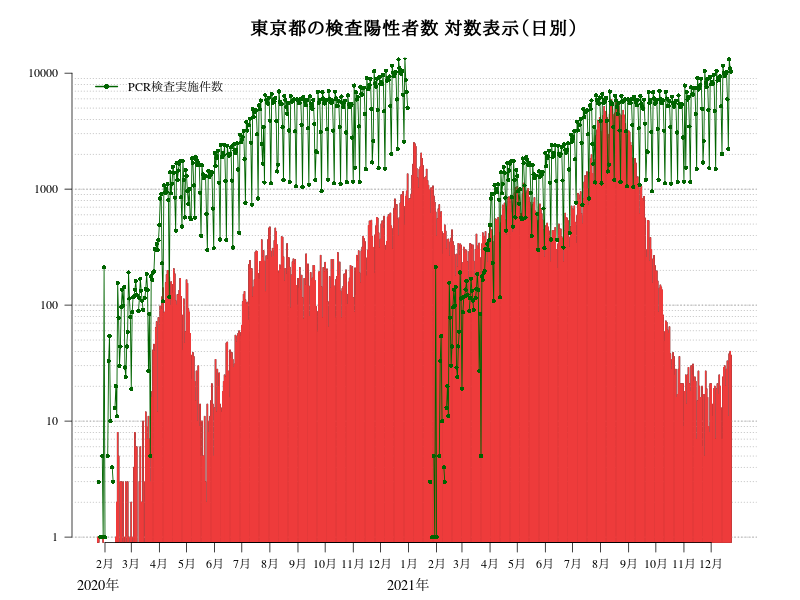 東京都の検査陽性者数 対数表示（日別）
10000
PCR検査実施件数
1000
100
10
1
2月 3月 4月 5月 6月 7月 8月 9月 10月 11月 12月 1月 2月 3月 4月 5月 6月 7月 8月 9月 10月 11月 12月
2020年 2021年